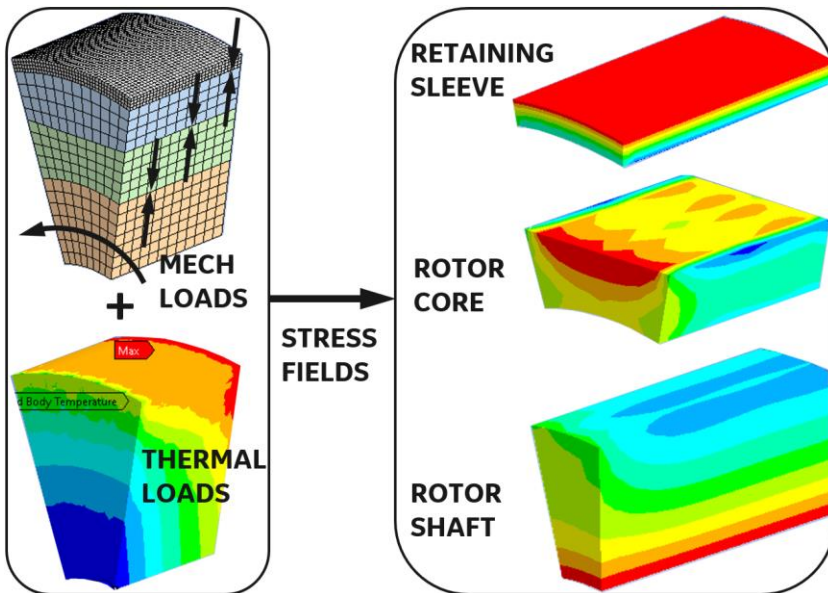 MECH
LOADS
+
Max
d Body Temperature
THERMAL
LOADS
STRESS
FIELDS
RETAINING
SLEEVE
ROTOR
CORE
ROTOR
SHAFT